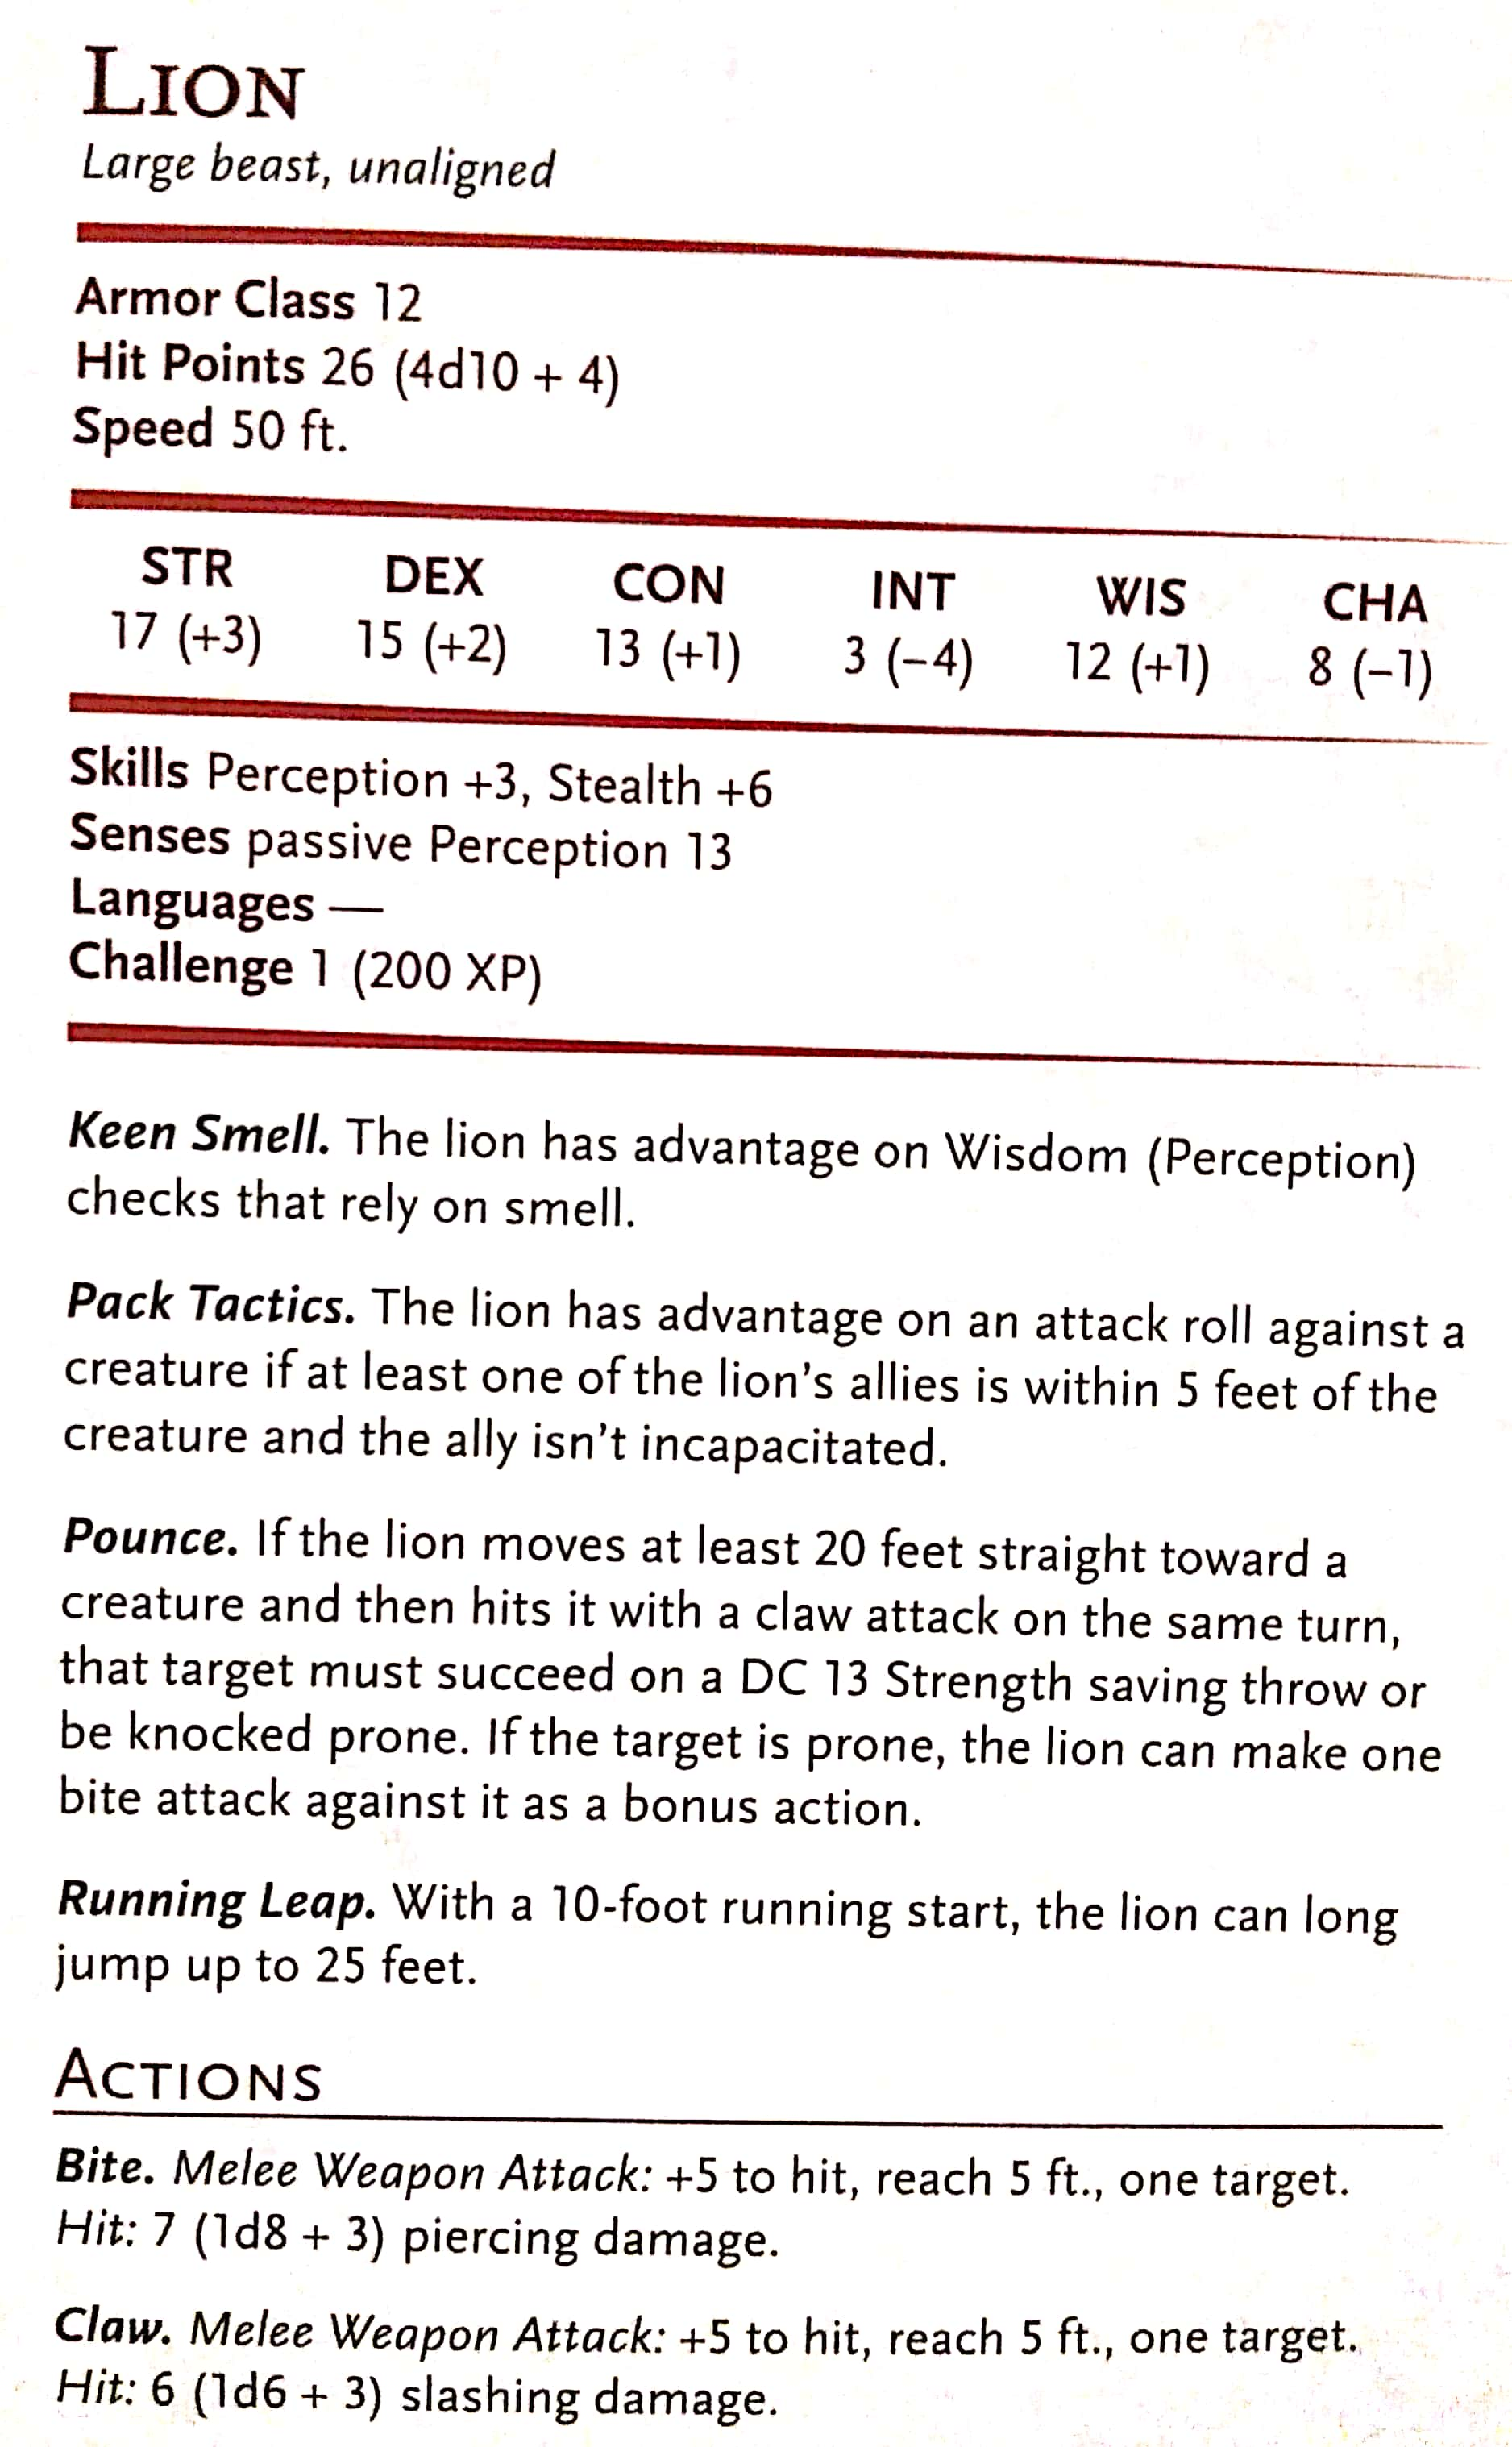 LION
Large beast, unaligned
Armor Class 12
Hit Points 26 (4d10 + 4)
Speed 50 ft.
STR DEX CON INT WIS CHA
17 (+3) 15 (+2) 13 (+1) 3 (−4) 12 (+1) 8 (−1)
Skills Perception +3, Stealth +6
Senses passive Perception 13
Languages —
Challenge 1 (200 XP)
Keen Smell. The lion has advantage on Wisdom (Perception)
checks that rely on smell.
Pack Tactics. The lion has advantage on an attack roll against a
creature if at least one of the lion's allies is within 5 feet of the
creature and the ally isn't incapacitated.
Pounce. If the lion moves at least 20 feet straight toward a
creature and then hits it with a claw attack on the same turn,
that target must succeed on a DC 13 Strength saving throw or
be knocked prone. If the target is prone, the lion can make one
bite attack against it as a bonus action.
Running Leap. With a 10-foot running start, the lion can long
jump up to 25 feet.
ACTIONS
Bite. Melee Weapon Attack: +5 to hit, reach 5 ft., one target.
Hit: 7 (1d8 + 3) piercing damage.
Claw. Melee Weapon Attack: +5 to hit, reach 5 ft., one target.
Hit: 6 (1d6 + 3) slashing damage.